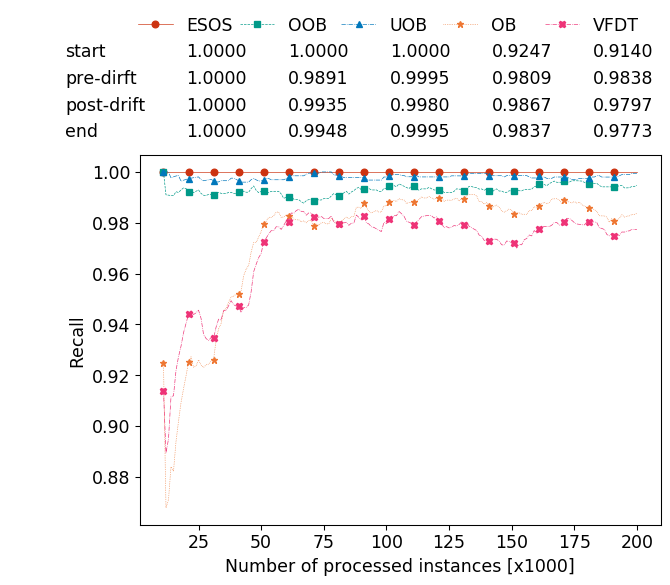 ESOS OOB UOB OB VFDT
start 1.0000 1.0000 1.0000 0.9247 0.9140
pre-dirft 1.0000 0.9891 0.9995 0.9809 0.9838
post-drift 1.0000 0.9935 0.9980 0.9867 0.9797
end 1.0000 0.9948 0.9995 0.9837 0.9773
1.00
0.98
0.96
0.94
0.92
0.90
0.88
Recall
25 50 75 100 125 150 175 200
Number of processed instances [x1000]